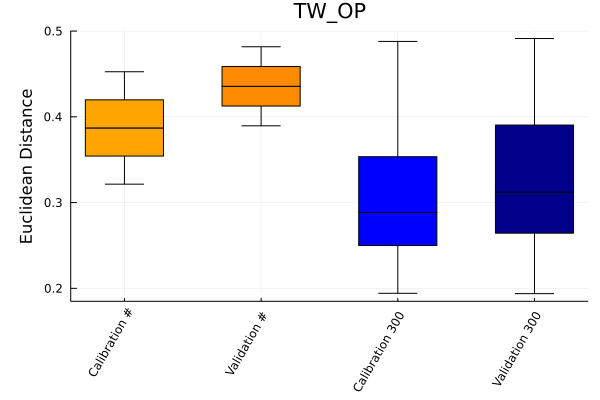 TW_OP
Euclidean Distance
0.5
0.4
0.3
0.2
Calibration #
Validation #
Calibration 300
Validation 300